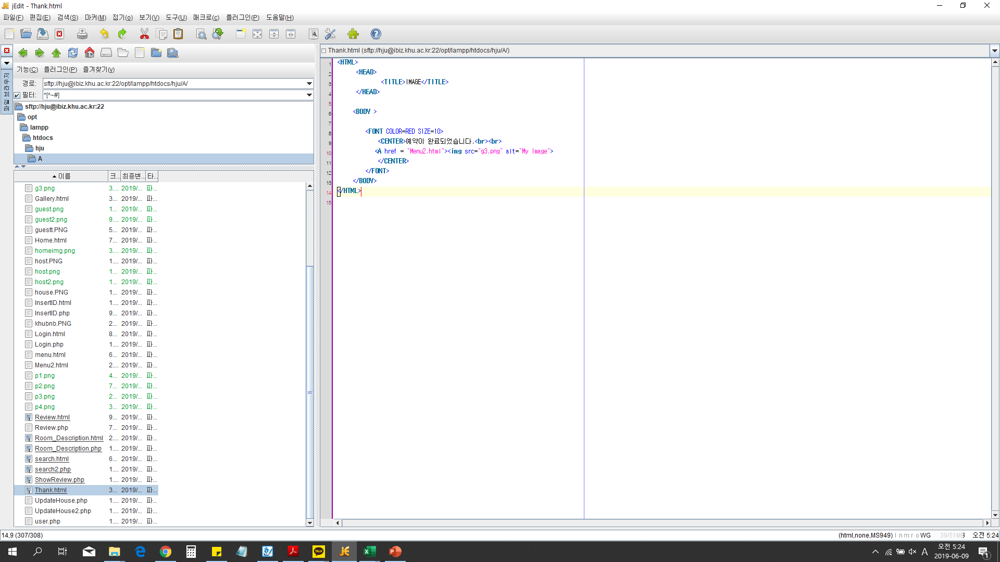 jEdit - Thank.html
파일(F) 편집(E) 검색(S) 마커(M) 접기(o) 보기(V) 도구(U) 매크로(c) 플러그인(P) 도움말(H)
기능(C) 플러그인(P) 즐겨찾기(v)
경로: sftp://hju@ibiz.khu.ac.kr:22/opt/lampp/htdocs/hju/A/
필터: *[^~#]
sftp://hju@ibiz.khu.ac.kr:22
opt
lampp
htdocs
hju
A
이름 크... 최종변... 타...
g3.png 3.... 2019/... 파...
Gallery.html 3... 2019/... 파...
guest.png 1... 2019/... 파...
guest2.png 9.... 2019/... 파...
guestt.PNG 5... 2019/... 파...
Home.html 7... 2019/... 파...
homeimg.png 3.... 2019/... 파...
host.PNG 1.... 2019/... 파...
host.png 1... 2019/... 파...
host2.png 1... 2019/... 파...
house.PNG 1... 2019/... 파...
InsertID.html 1.... 2019/... 파...
InsertID.php 9... 2019/... 파...
khubnb.PNG 2... 2019/... 파...
Login.html 8... 2019/... 파...
Login.php 1.... 2019/... 파...
menu.html 6... 2019/... 파...
Menu2.html 2.... 2019/... 파...
p1.png 4... 2019/... 파...
p2.png 7... 2019/... 파...
p3.png 2... 2019/... 파...
p4.png 3... 2019/... 파...
Review.html 9... 2019/... 파...
Review.php 7... 2019/... 파...
Room_Description.html 2.... 2019/... 파...
Room_Description.php 1.... 2019/... 파...
search.html 6... 2019/... 파...
search2.php 1.... 2019/... 파...
ShowReview.php 1.... 2019/... 파...
Thank.html 3... 2019/... 파...
UpdateHouse.php 1.... 2019/... 파...
UpdateHouse2.php 1.... 2019/... 파...
user.php 1.... 2019/... 파...
Thank.html (sftp://hju@ibiz.khu.ac.kr:22/opt/lampp/htdocs/hju/A/)
1 <HTML>
2 <HEAD>
3 <TITLE>IMAGE</TITLE>
4 </HEAD>
5
6 <BODY >
7
8 <FONT COLOR=RED SIZE=10>
9 <CENTER>예약이 완료되었습니다.<br><br>
10 <A href = "Menu2.html"><img src="g3.png" alt="My Image">
11 </CENTER>
12 </FONT>
13 </BODY>
14 </HTML>
15
14,9 (307/308)
(html,none,MS949) l n m r o WG 39/51MB 오전 5:24
TALK
A 오전 5:24
2019-06-09
1